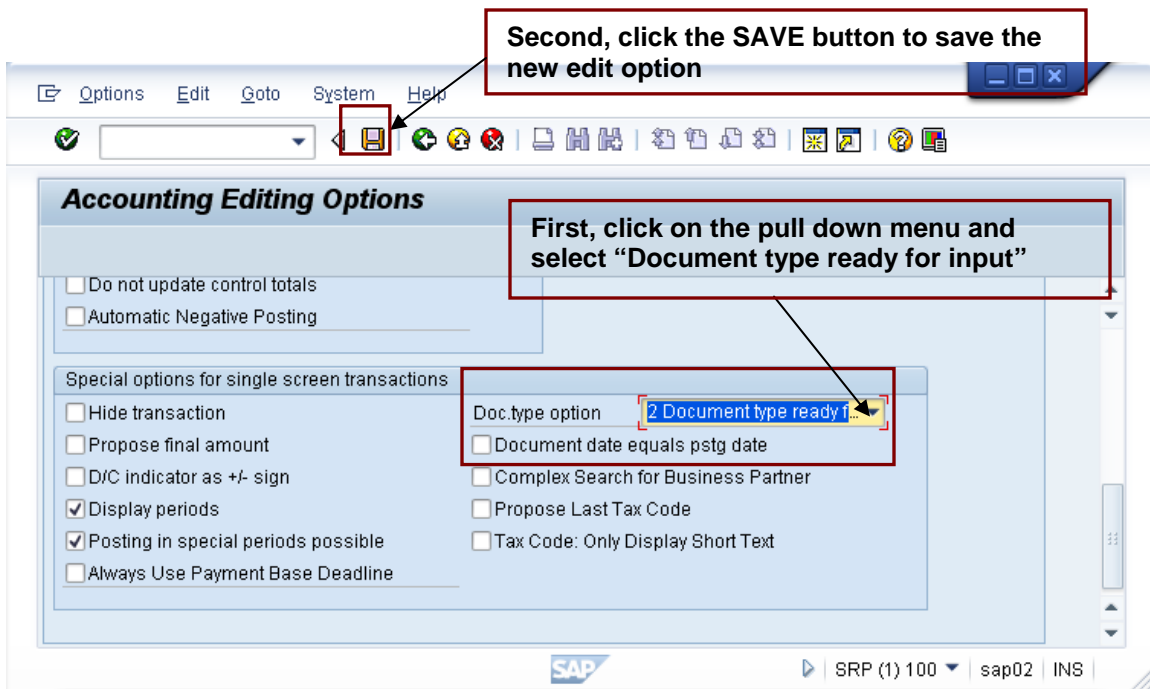 Second, click the SAVE button to save the
new edit option
Options Edit Goto System Help
Accounting Editing Options
First, click on the pull down menu and
select “Document type ready for input”
Do not update control totals
Automatic Negative Posting
Special options for single screen transactions
Hide transaction
Doc.type option 2 Document type ready f...
Propose final amount
Document date equals pstg date
D/C indicator as +/- sign
Complex Search for Business Partner
Display periods
Propose Last Tax Code
Posting in special periods possible
Tax Code: Only Display Short Text
Always Use Payment Base Deadline
SAP
SRP (1) 100 sap02 INS